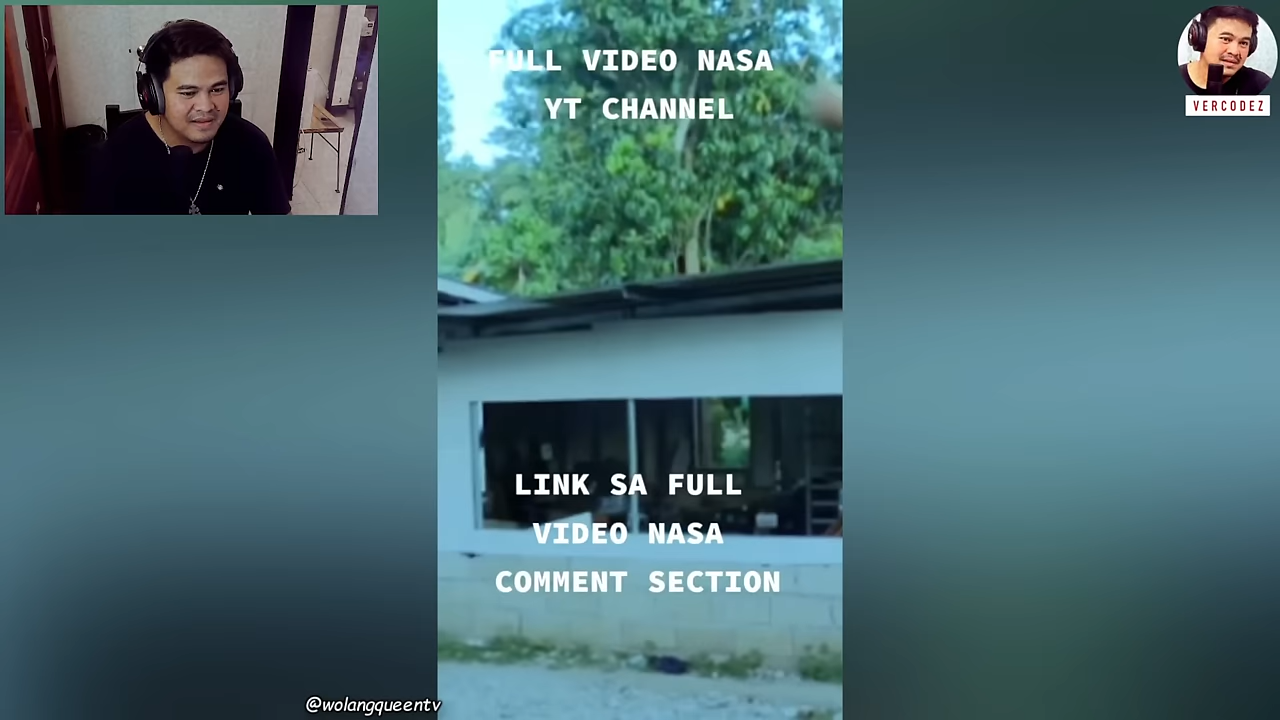 FULL VIDEO NASA
YT CHANNEL
VERCODEZ
LINK SA FULL
VIDEO NASA
COMMENT SECTION
@wolangqueentv